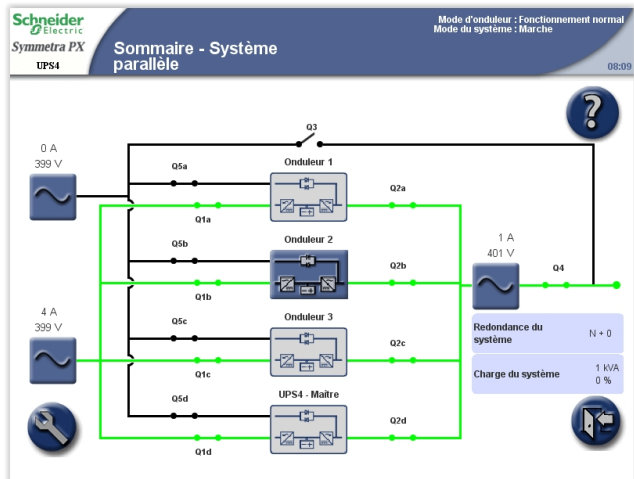 Schneider
Electric
Symmetra PX
UPS4
Sommaire - Système
parallèle
Mode d'onduleur : Fonctionnement normal
Mode du système : Marche
08:09
?
Q3
0 A
399 V
Q5a
Onduleur 1
Q1a
Q2a
Q5b
Onduleur 2
Q1b
Q2b
1 A
401 V
Q4
4 A
399 V
Q5c
Onduleur 3
Q1c
Q2c
Redondance du
système
N + 0
Charge du système
1 kVA
0 %
Q5d
UPS4 - Maître
Q1d
Q2d